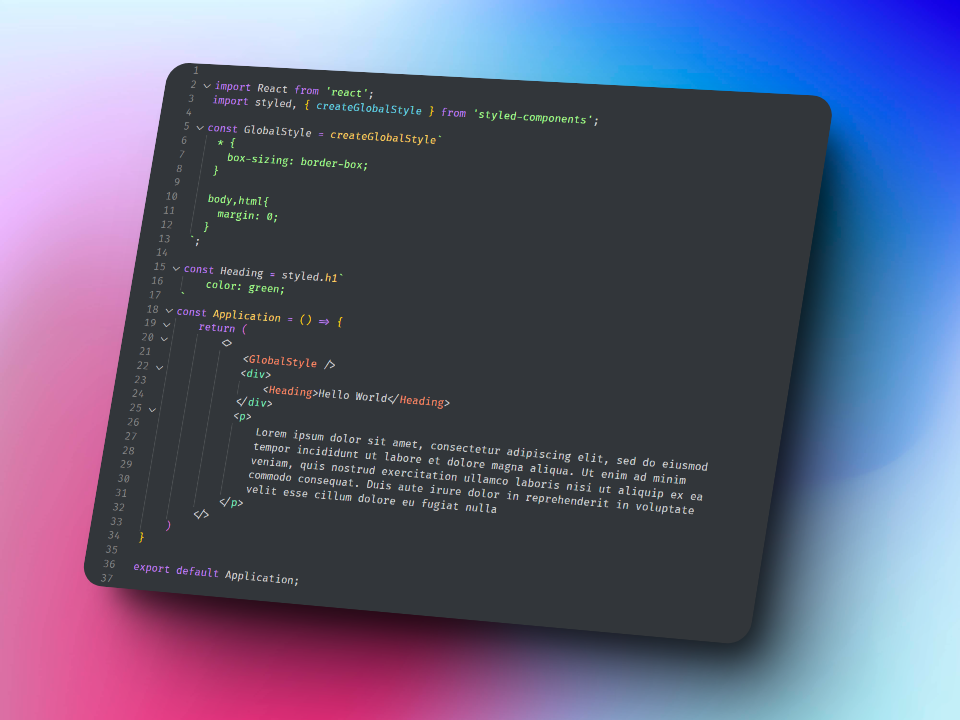 1
2 import React from 'react';
3 import styled, { createGlobalStyle } from 'styled-components';
4
5 const GlobalStyle = createGlobalStyle`
6 * {
7 box-sizing: border-box;
8 }
9
10 body,html{
11 margin: 0;
12 }
13 `;
14
15 const Heading = styled.h1`
16 color: green;
17 `
18 const Application = () => {
19 return (
20 <>
21 <GlobalStyle />
22 <div>
23 <Heading>Hello World</Heading>
24 </div>
25 <p>
26 Lorem ipsum dolor sit amet, consectetur adipiscing elit, sed do eiusmod
27 tempor incididunt ut labore et dolore magna aliqua. Ut enim ad minim
28 veniam, quis nostrud exercitation ullamco laboris nisi ut aliquip ex ea
29 commodo consequat. Duis aute irure dolor in reprehenderit in voluptate
30 velit esse cillum dolore eu fugiat nulla
31 </p>
32 </>
33 )
34 }
35
36 export default Application;
37